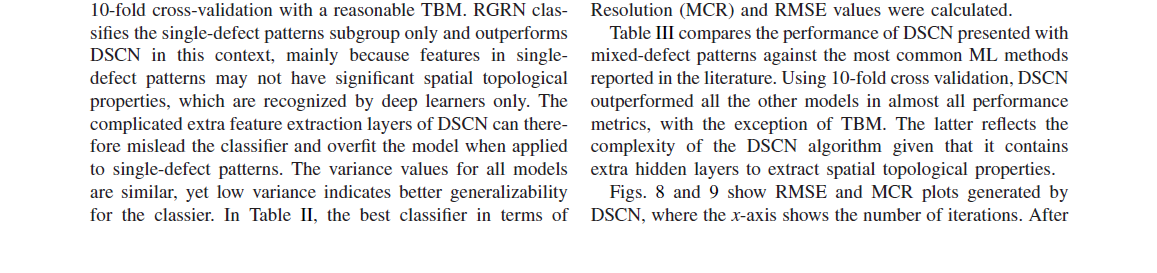 10-fold cross-validation with a reasonable TBM. RGRN clas-
sifies the single-defect patterns subgroup only and outperforms
DSCN in this context, mainly because features in single-
defect patterns may not have significant spatial topological
properties, which are recognized by deep learners only. The
complicated extra feature extraction layers of DSCN can there-
fore mislead the classifier and overfit the model when applied
to single-defect patterns. The variance values for all models
are similar, yet low variance indicates better generalizability
for the classier. In Table II, the best classifier in terms of
Resolution (MCR) and RMSE values were calculated.
Table III compares the performance of DSCN presented with
mixed-defect patterns against the most common ML methods
reported in the literature. Using 10-fold cross validation, DSCN
outperformed all the other models in almost all performance
metrics, with the exception of TBM. The latter reflects the
complexity of the DSCN algorithm given that it contains
extra hidden layers to extract spatial topological properties.
Figs. 8 and 9 show RMSE and MCR plots generated by
DSCN, where the x-axis shows the number of iterations. After